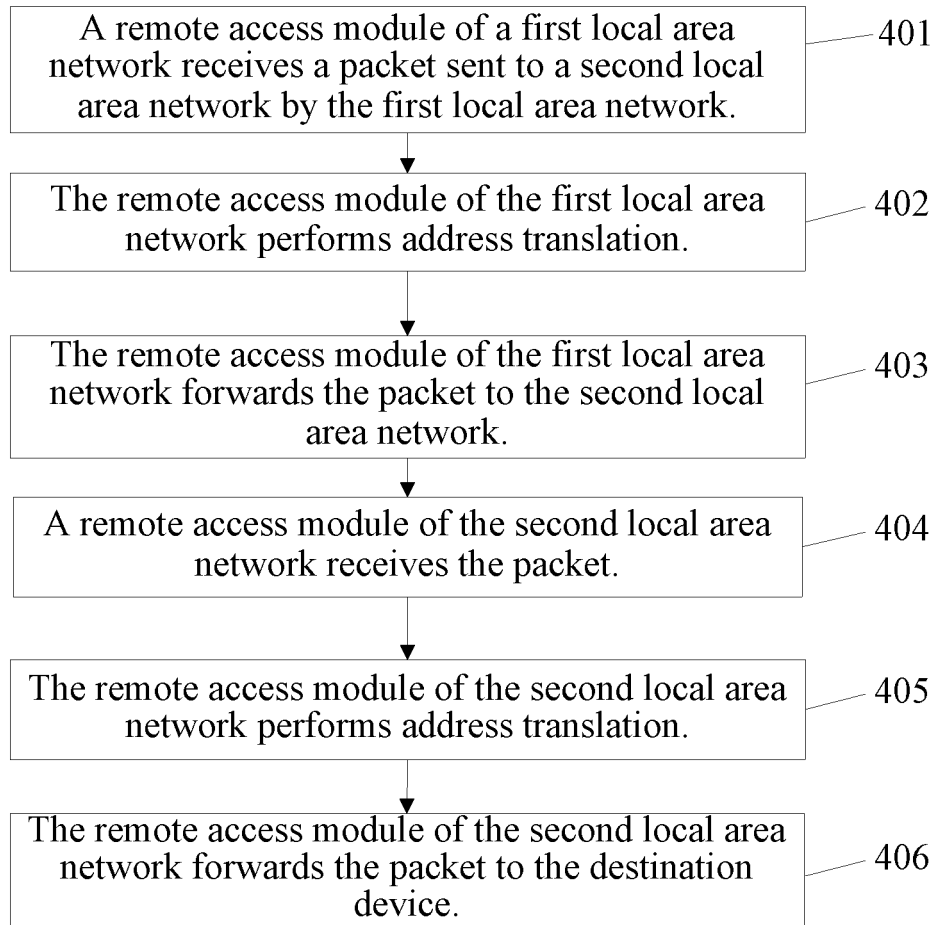 A remote access module of a first local area
network receives a packet sent to a second local
area network by the first local area network.
401
The remote access module of the first local area
network performs address translation.
402
The remote access module of the first local area
network forwards the packet to the second local
area network.
403
A remote access module of the second local area
network receives the packet.
404
The remote access module of the second local area
network performs address translation.
405
The remote access module of the second local area
network forwards the packet to the destination
device.
406